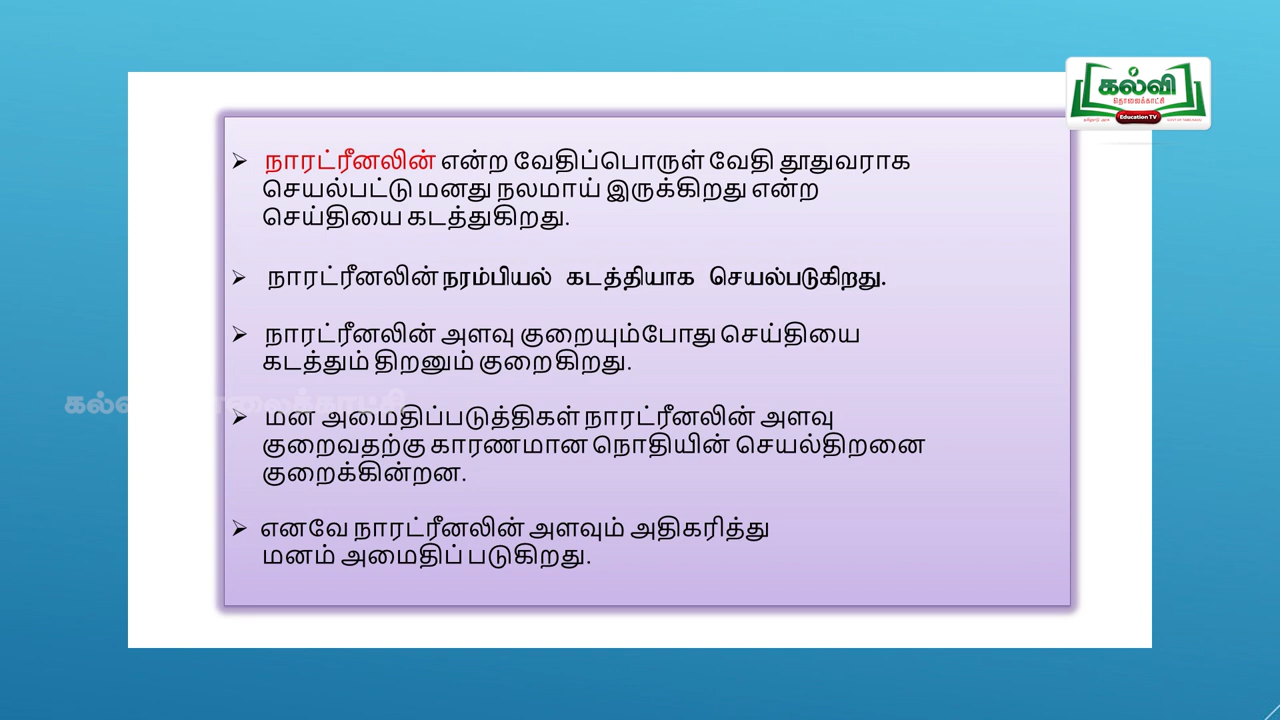 கல்வி
தொலைக்காட்சி
Education TV
➢ நாரட்ரீனலின் என்ற வேதிப்பொருள் வேதி தூதுவராக
செயல்பட்டு மனது நலமாய் இருக்கிறது என்ற
செய்தியை கடத்துகிறது.
➢ நாரட்ரீனலின் நரம்பியல் கடத்தியாக செயல்படுகிறது.
➢ நாரட்ரீனலின் அளவு குறையும்போது செய்தியை
கடத்தும் திறனும் குறைகிறது.
➢ மன அமைதிப்படுத்திகள் நாரட்ரீனலின் அளவு
குறைவதற்கு காரணமான நொதியின் செயல்திறனை
குறைக்கின்றன.
➢ எனவே நாரட்ரீனலின் அளவும் அதிகரித்து
மனம் அமைதிப் படுகிறது.